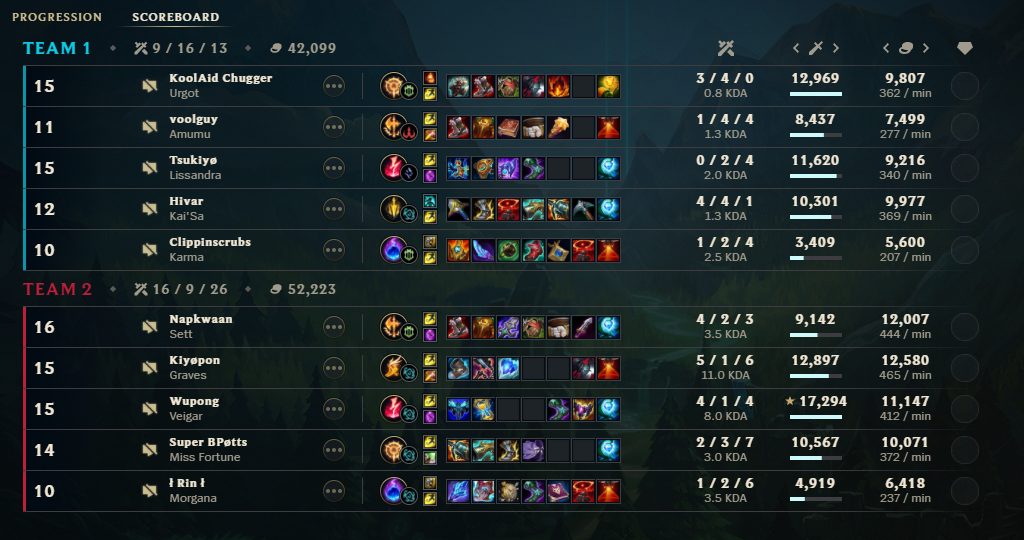 PROGRESSION SCOREBOARD
TEAM 1 9 / 16 / 13 42,099
15 KoolAid Chugger 3 / 4 / 0 12,969 9,807
Urgot 0.8 KDA 362 / min
11 voolguy 1 / 4 / 4 8,437 7,499
Amumu 1.3 KDA 277 / min
15 Tsukiyø 0 / 2 / 4 11,620 9,216
Lissandra 2.0 KDA 340 / min
12 Hivar 4 / 4 / 1 10,301 9,977
Kai'Sa 1.3 KDA 369 / min
10 Clippinscrubs 1 / 2 / 4 3,409 5,600
Karma 2.5 KDA 207 / min
TEAM 2 16 / 9 / 26 52,223
16 Napkwaan 4 / 2 / 3 9,142 12,007
Sett 3.5 KDA 444 / min
15 Kiyøpon 5 / 1 / 6 12,897 12,580
Graves 11.0 KDA 465 / min
15 Wupong 4 / 1 / 4 17,294 11,147
Veigar 8.0 KDA 412 / min
14 Super BPøtts 2 / 3 / 7 10,567 10,071
Miss Fortune 3.0 KDA 372 / min
10 ł Rin ł 1 / 2 / 6 4,919 6,418
Morgana 3.5 KDA 237 / min